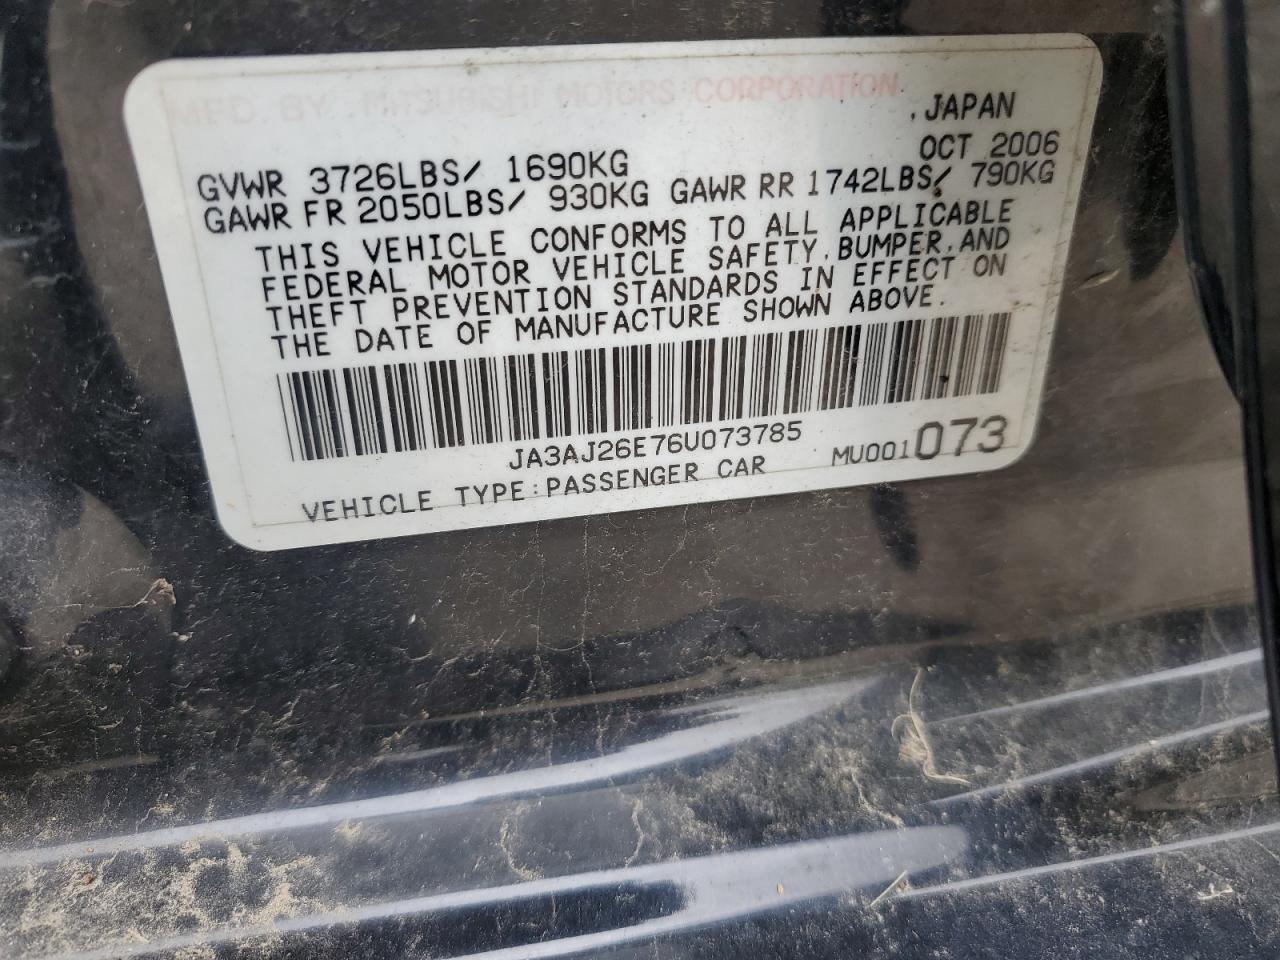 MFD. BY MITSUBISHI MOTORS CORPORATION
, JAPAN
OCT 2006
GVWR 3726LBS/ 1690KG
GAWR FR 2050LBS/ 930KG GAWR RR 1742LBS/ 790KG
THIS VEHICLE CONFORMS TO ALL APPLICABLE
FEDERAL MOTOR VEHICLE SAFETY, BUMPER, AND
THEFT PREVENTION STANDARDS IN EFFECT ON
THE DATE OF MANUFACTURE SHOWN ABOVE.
JA3AJ26E76U073785
MU001073
VEHICLE TYPE:PASSENGER CAR